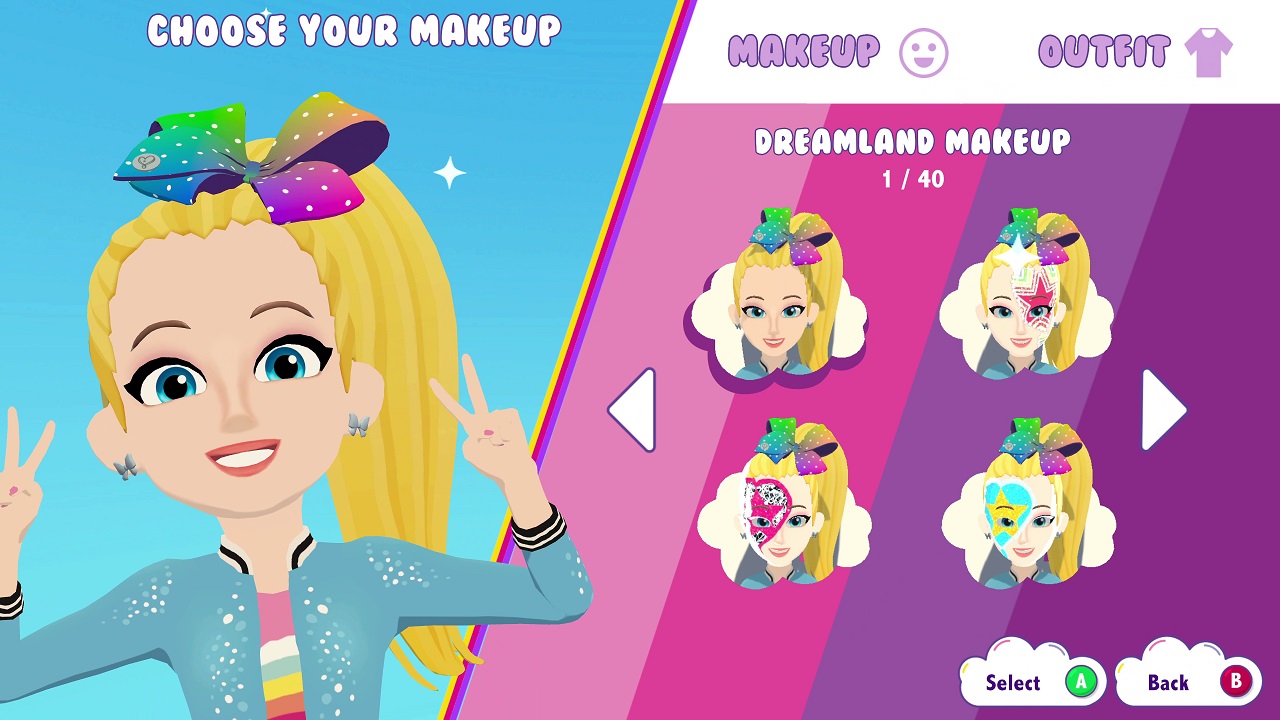 CHOOSE YOUR MAKEUP
MAKEUP
OUTFIT
DREAMLAND MAKEUP
1 / 40
Select A
Back B